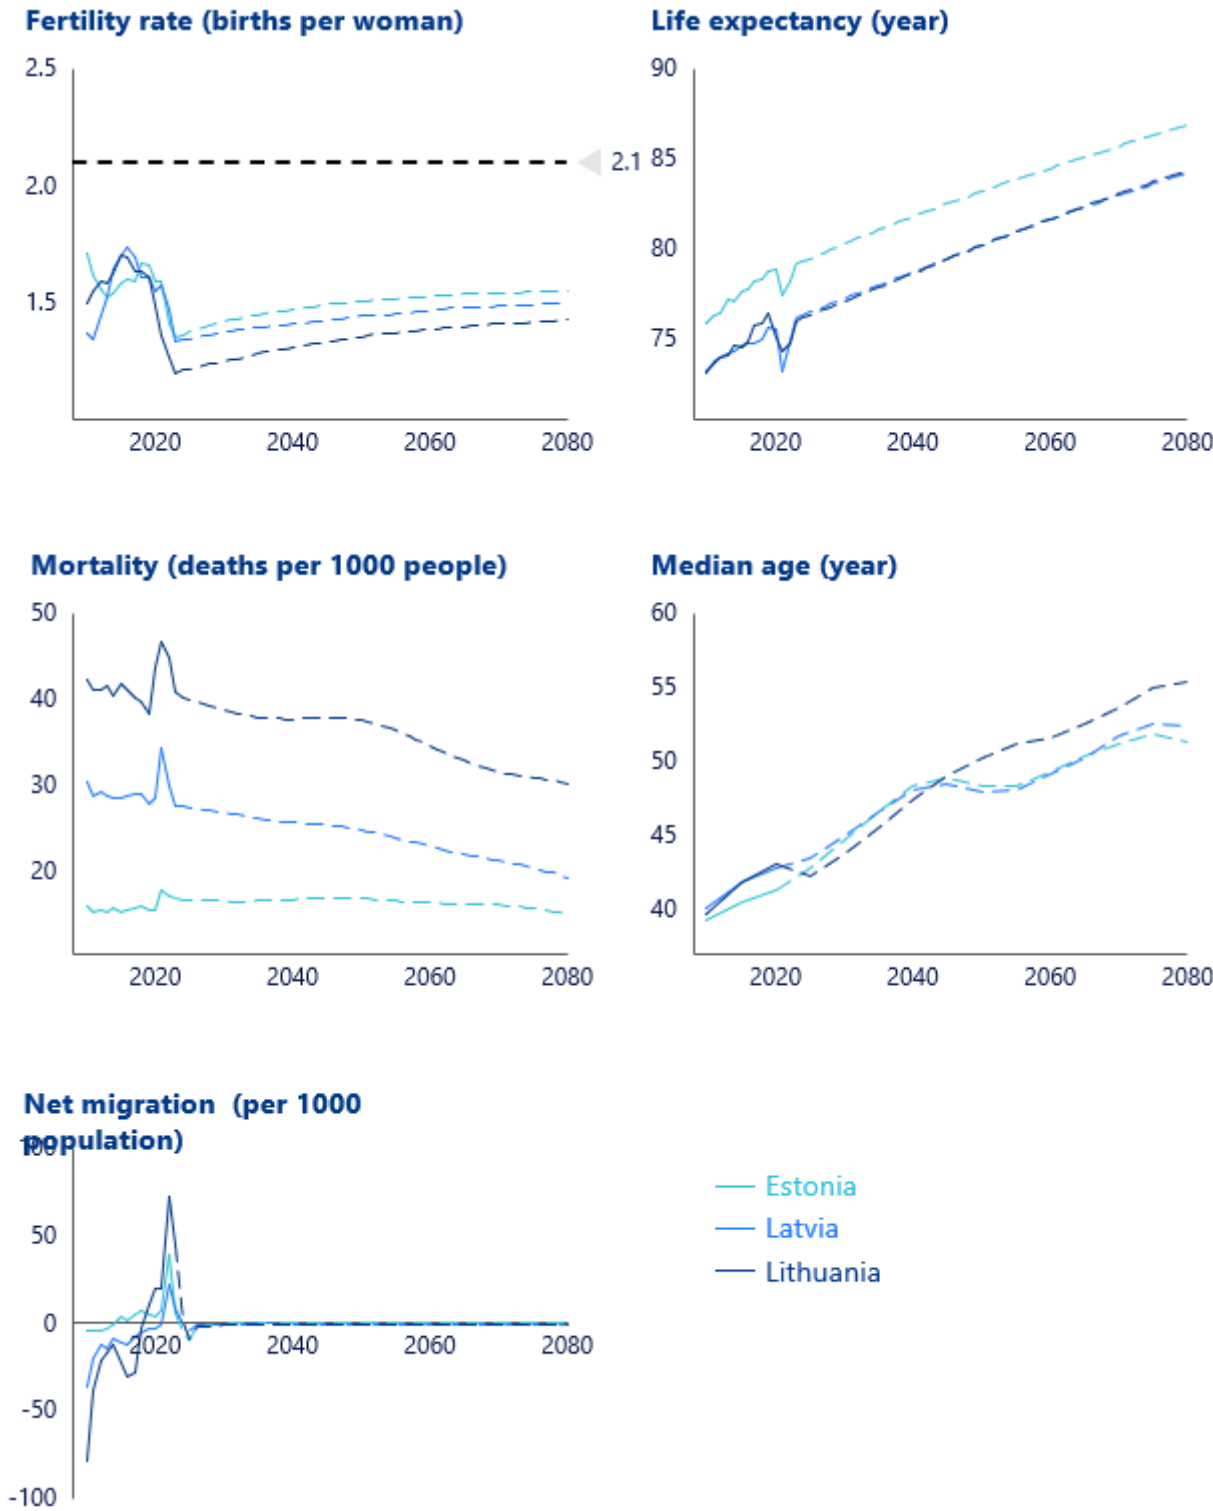 Fertility rate (births per woman)
2.5
2.0
1.5
2.1
2020 2040 2060 2080
Life expectancy (year)
90
85
80
75
2020 2040 2060 2080
Mortality (deaths per 1000 people)
50
40
30
20
2020 2040 2060 2080
Median age (year)
60
55
50
45
40
2020 2040 2060 2080
Net migration (per 1000
population)
100
50
0
-50
-100
2020 2040 2060 2080
Estonia
Latvia
Lithuania